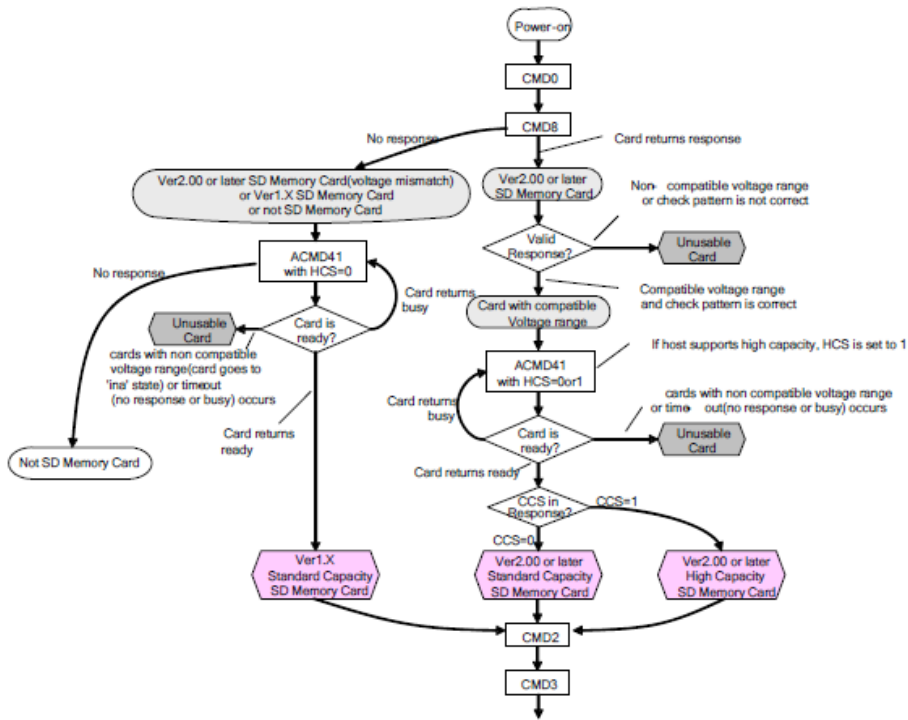 Power-on
CMD0
CMD8
No response
Card returns response
Ver2.00 or later SD Memory Card(voltage mismatch)
or Ver1.X SD Memory Card
or not SD Memory Card
Ver2.00 or later
SD Memory Card
Non- compatible voltage range
or check pattern is not correct
Valid
Response?
Unusable
Card
ACMD41
with HCS=0
No response
Card returns
busy
Compatible voltage range
and check pattern is correct
Card with compatible
Voltage range
Unusable
Card
Card is
ready?
cards with non compatible
voltage range(card goes to
'ina' state) or timeout
(no response or busy) occurs
If host supports high capacity, HCS is set to 1
ACMD41
with HCS=0or1
Card returns
busy
cards with non compatible voltage range
or time- out(no response or busy) occurs
Card is
ready?
Unusable
Card
Card returns
ready
Not SD Memory Card
Card returns ready
CCS in
Response?
CCS=1
CCS=0
Ver1.X
Standard Capacity
SD Memory Card
Ver2.00 or later
Standard Capacity
SD Memory Card
Ver2.00 or later
High Capacity
SD Memory Card
CMD2
CMD3